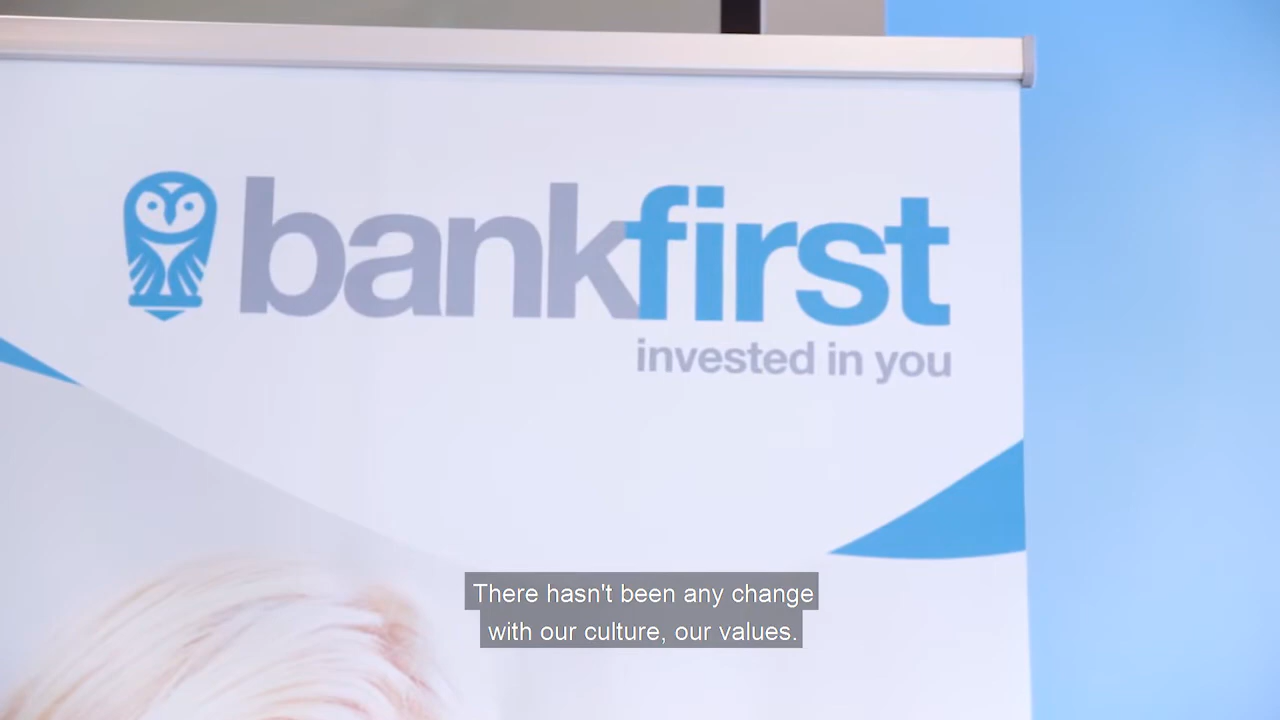 bankfirst
invested in you
There hasn't been any change
with our culture, our values.